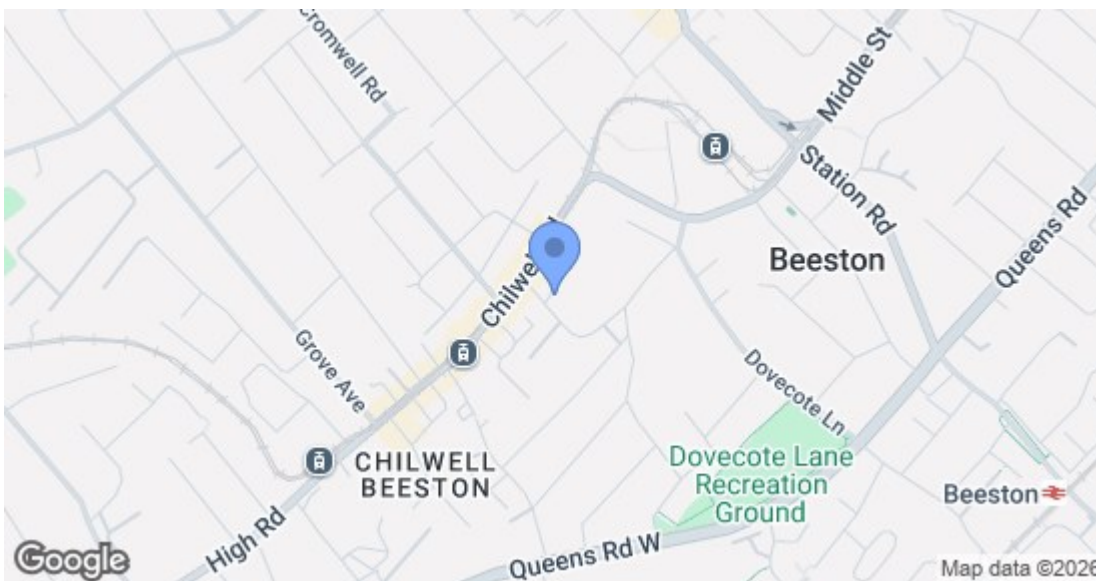 Cromwell Rd
Middle St
Station Rd
Queens Rd
Beeston
Chilwell
Grove Ave
Dovecote Ln
CHILWELL
BEESTON
Dovecote Lane
Recreation
Ground
Beeston
High Rd
Queens Rd W
Google
Map data ©2026